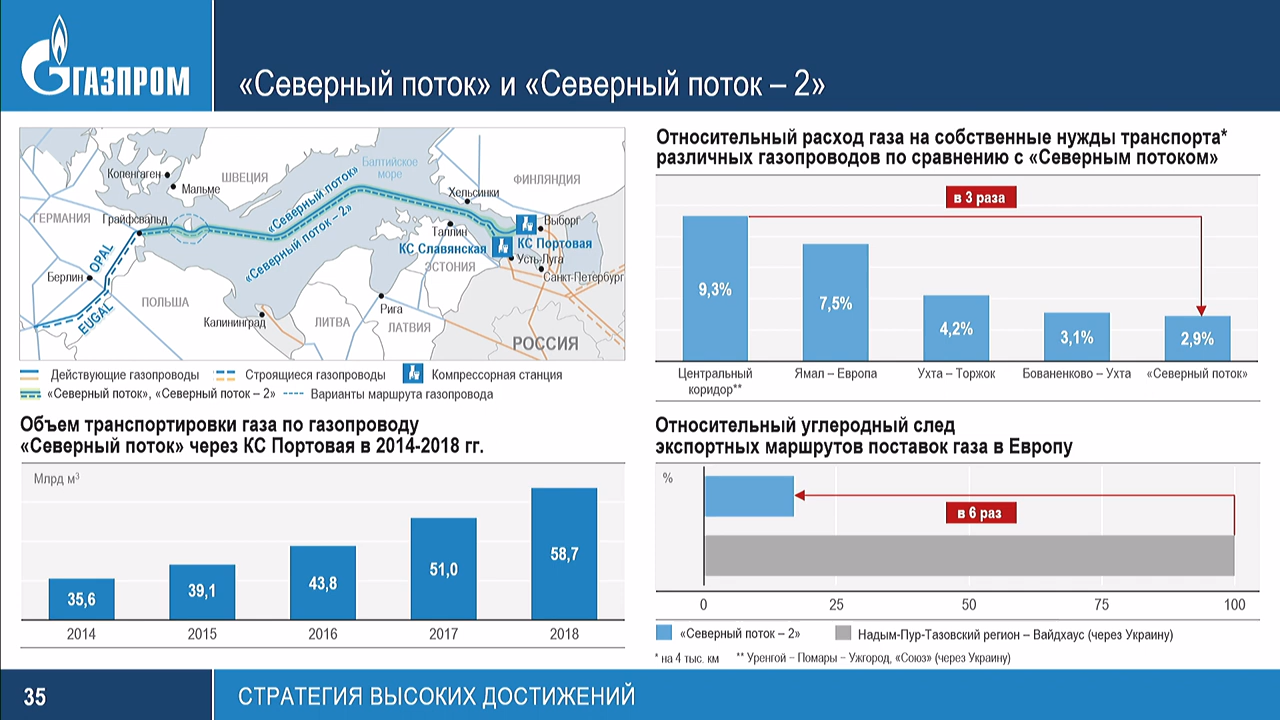 ГАЗПРОМ
«Северный поток» и «Северный поток – 2»
Балтийское
море
Копенгаген
Мальме
ШВЕЦИЯ
ФИНЛЯНДИЯ
Хельсинки
ГЕРМАНИЯ
Грайфсвальд
«Северный поток»
«Северный поток – 2»
Выборг
Таллин
КС Славянская
КС Портовая
Усть-Луга
ЭСТОНИЯ
Санкт-Петербург
Берлин
OPAL
EUGAL
ПОЛЬША
Калининград
ЛИТВА
Рига
ЛАТВИЯ
РОССИЯ
Действующие газопроводы
Строящиеся газопроводы
Компрессорная станция
«Северный поток», «Северный поток – 2»
Варианты маршрута газопровода
Относительный расход газа на собственные нужды транспорта*
различных газопроводов по сравнению с «Северным потоком»
в 3 раза
9,3%
7,5%
4,2%
3,1%
2,9%
Центральный
коридор**
Ямал – Европа
Ухта – Торжок
Бованенково – Ухта
«Северный поток»
Объем транспортировки газа по газопроводу
«Северный поток» через КС Портовая в 2014-2018 гг.
Млрд м³
35,6
39,1
43,8
51,0
58,7
2014
2015
2016
2017
2018
Относительный углеродный след
экспортных маршрутов поставок газа в Европу
%
в 6 раз
0
25
50
75
100
«Северный поток – 2»
Надым-Пур-Тазовский регион – Вайдхаус (через Украину)
* на 4 тыс. км
** Уренгой – Помары – Ужгород, «Союз» (через Украину)
35
СТРАТЕГИЯ ВЫСОКИХ ДОСТИЖЕНИЙ